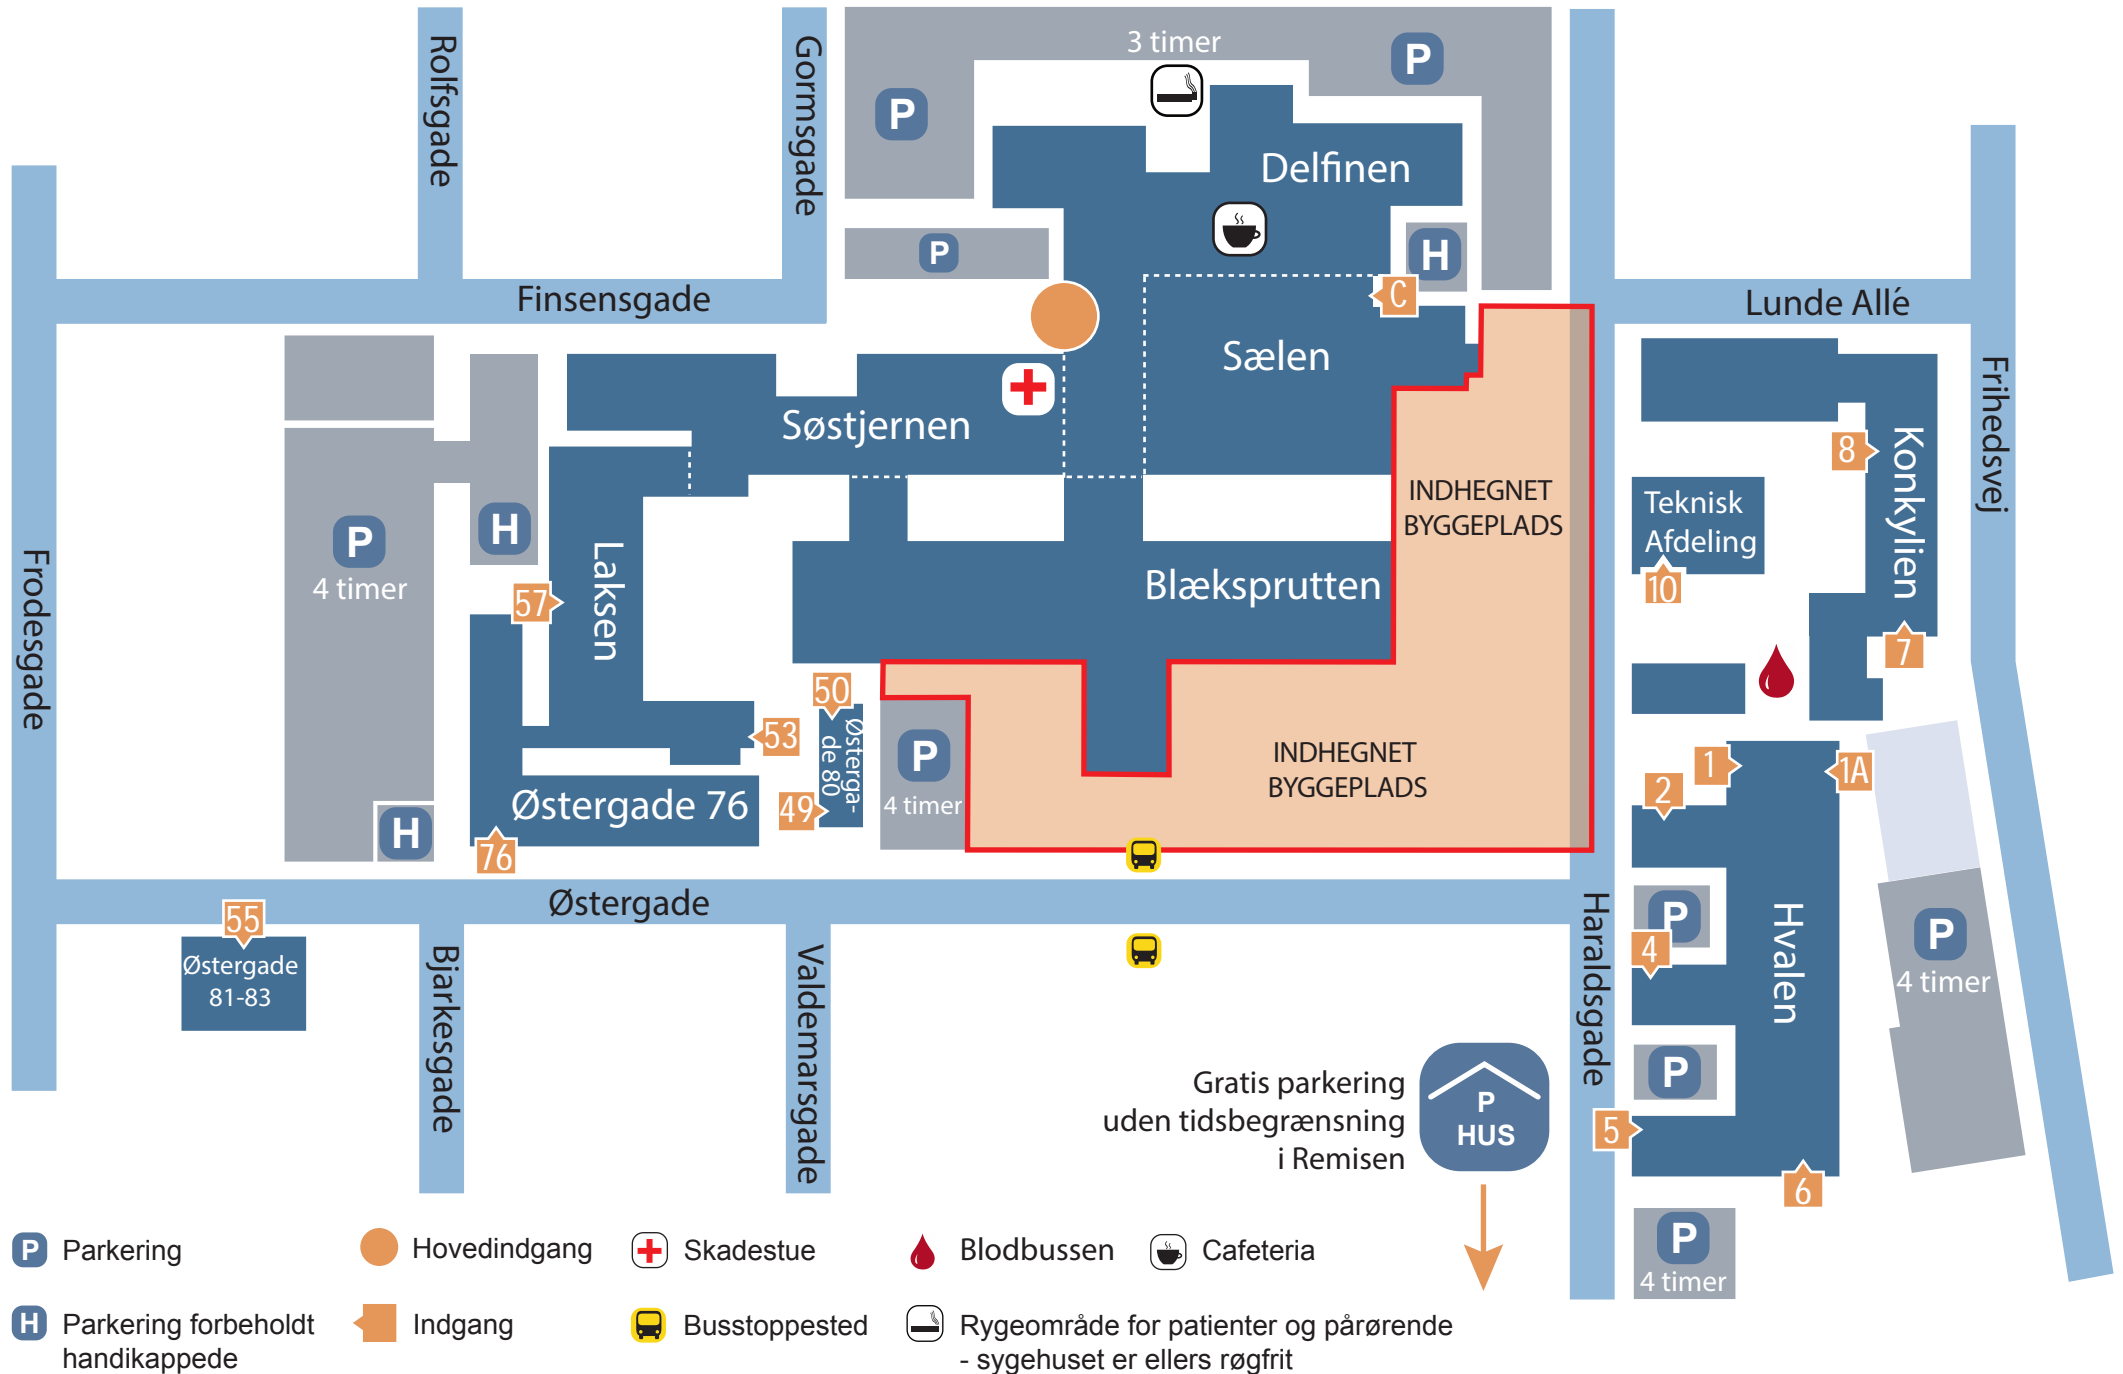 Rolfsgade
Gormsgade
3 timer
P
P
Delfinen
P
H
C
Finsensgade
Lunde Allé
Sælen
Frihedsvej
Søstjernen
8
Konkylien
INDHEGNET
BYGGEPLADS
Teknisk
Afdeling
10
P
4 timer
H
Laksen
57
Blæksprutten
Frodesgade
7
50
Østerga-
de 80
53
49
P
4 timer
INDHEGNET
BYGGEPLADS
1
1A
2
Østergade 76
H
76
Østergade
55
Østergade
81-83
Bjarkesgade
Valdemarsgade
Haraldsgade
P
4
Hvalen
P
4 timer
P
5
6
Gratis parkering
uden tidsbegrænsning
i Remisen
P
HUS
P
4 timer
P Parkering
Hovedindgang
Skadestue
Blodbussen
Cafeteria
H Parkering forbeholdt
handikappede
Indgang
Busstoppested
Rygeområde for patienter og pårørende
- sygehuset er ellers røgfrit